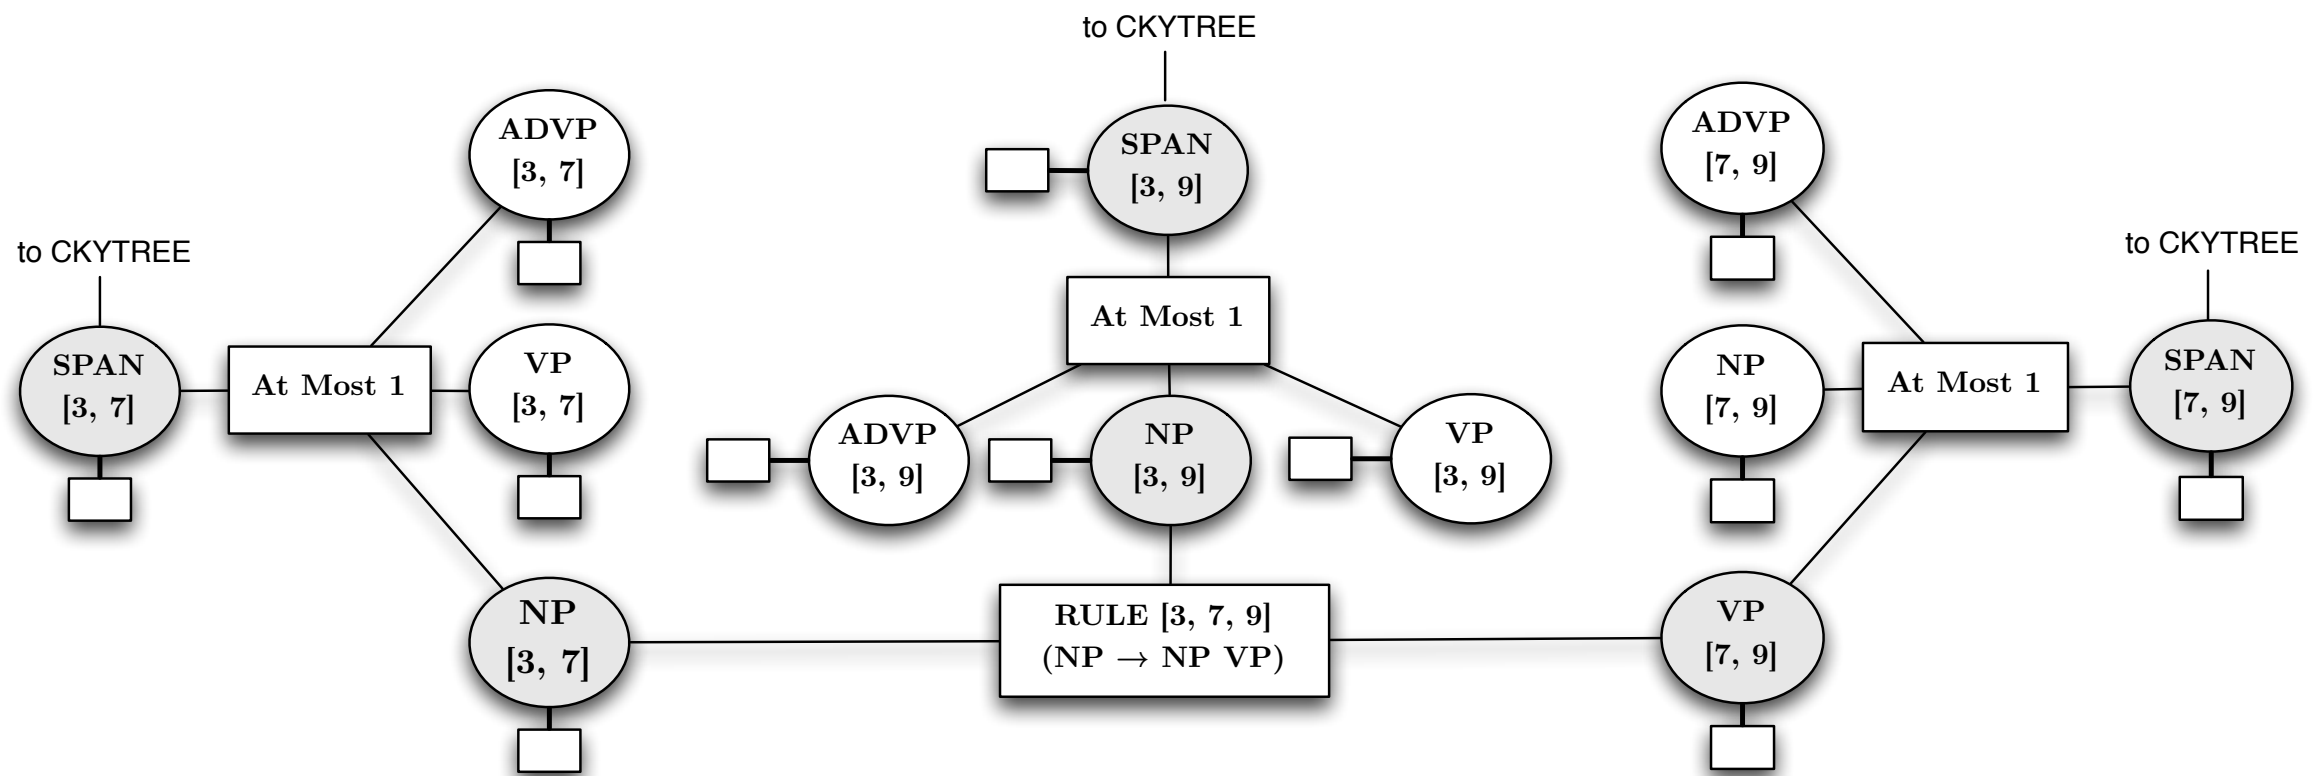 to CKYTREE
SPAN
[3, 9]
At Most 1
ADVP
[3, 9]
NP
[3, 9]
VP
[3, 9]
to CKYTREE
SPAN
[3, 7]
At Most 1
ADVP
[3, 7]
VP
[3, 7]
NP
[3, 7]
RULE [3, 7, 9]
(NP → NP VP)
ADVP
[7, 9]
NP
[7, 9]
VP
[7, 9]
At Most 1
to CKYTREE
SPAN
[7, 9]